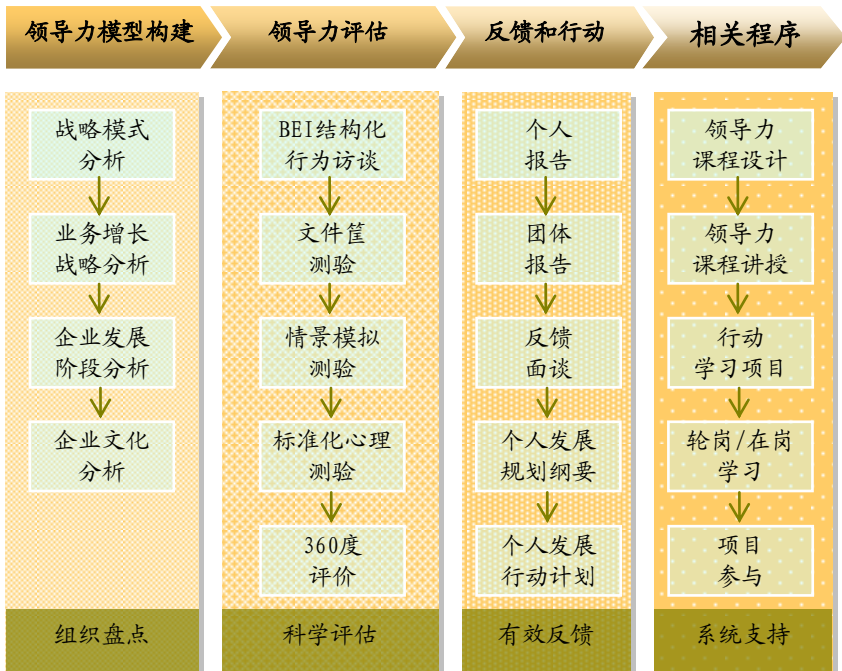 领导力模型构建
领导力评估
反馈和行动
相关程序
战略模式
分析
业务增长
战略分析
企业发展
阶段分析
企业文化
分析
组织盘点
BEI结构化
行为访谈
文件筐
测验
情景模拟
测验
标准化心理
测验
360度
评价
科学评估
个人
报告
团体
报告
反馈
面谈
个人发展
规划纲要
个人发展
行动计划
有效反馈
领导力
课程设计
领导力
课程讲授
行动
学习项目
轮岗/在岗
学习
项目
参与
系统支持